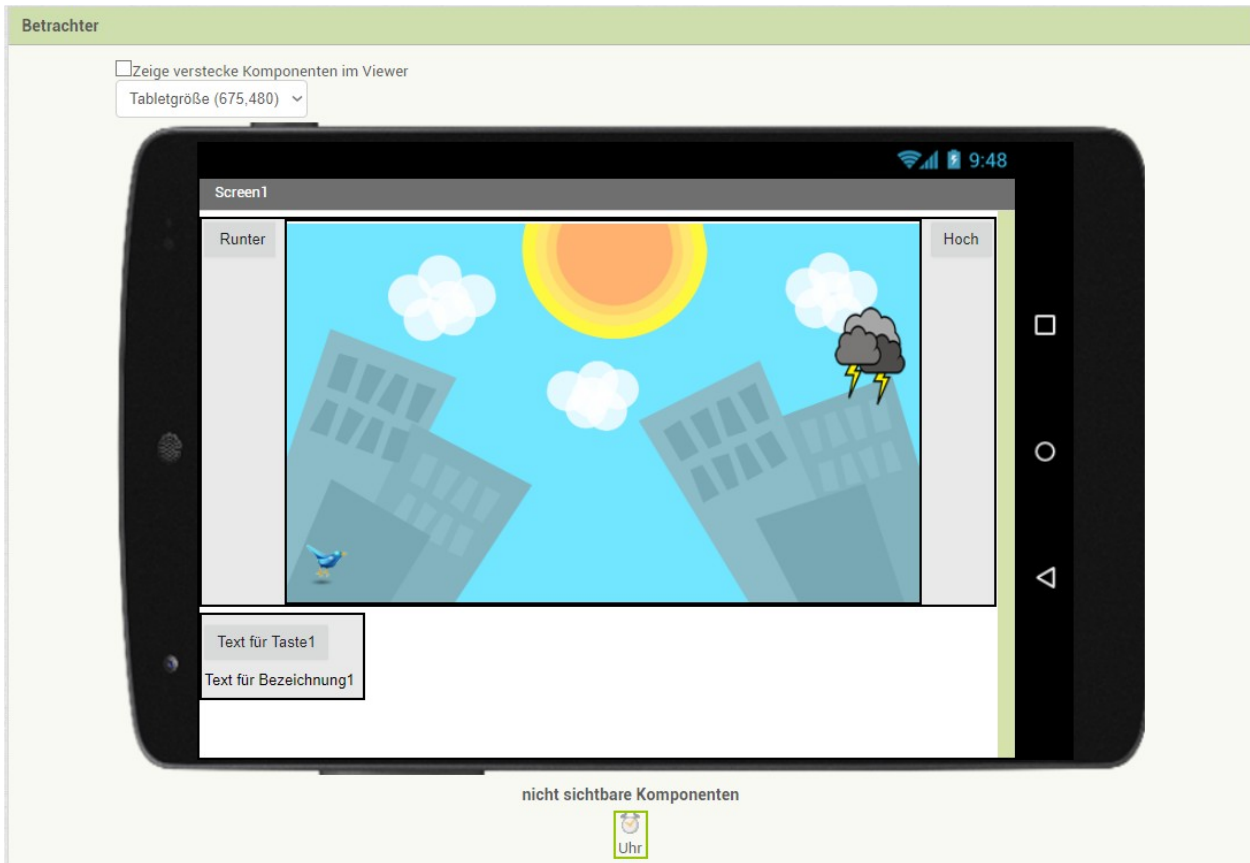 Betrachter
Zeige verstecke Komponenten im Viewer
Tabletgröße (675,480)
9:48
Screen1
Runter
Hoch
Text für Taste1
Text für Bezeichnung1
nicht sichtbare Komponenten
Uhr